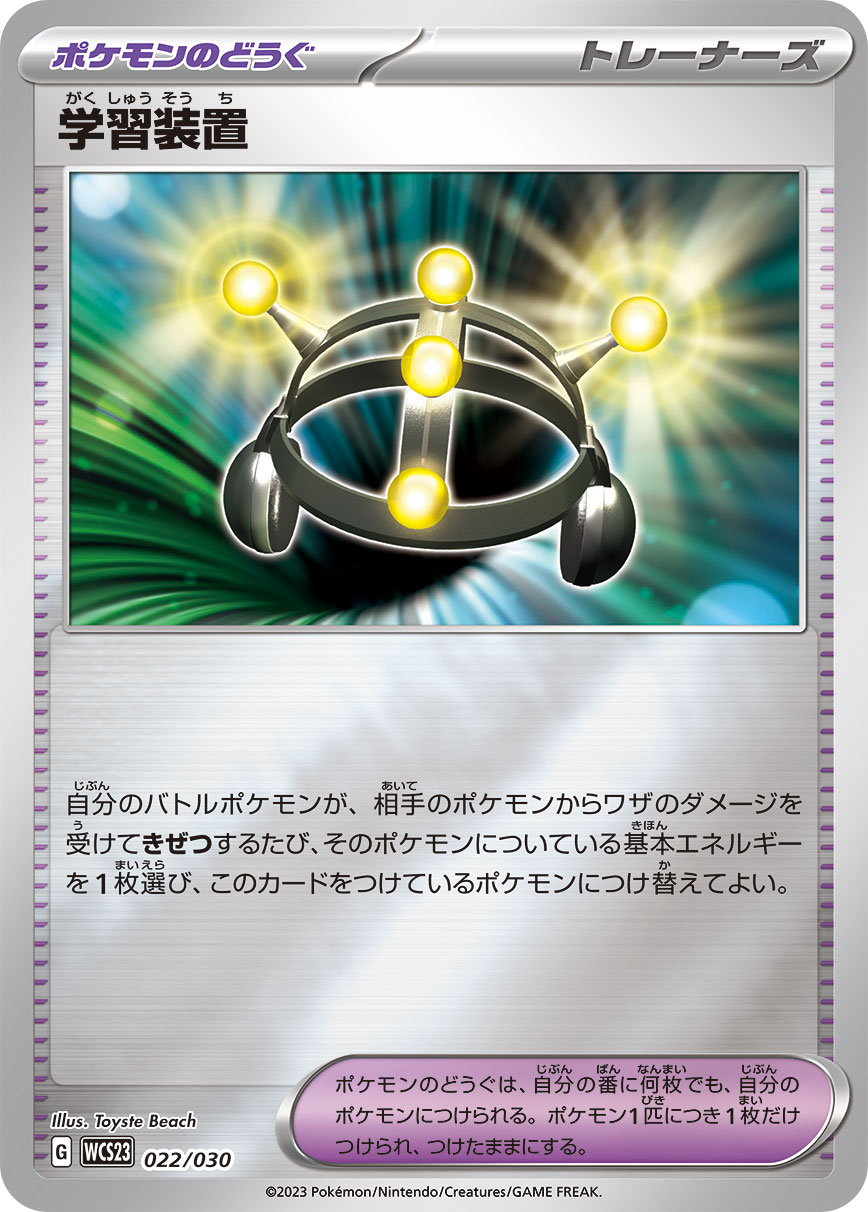 ポケモンのどうぐ
トレーナーズ
がくしゅうそうち
学習装置
じぶん あいて
自分のバトルポケモンが、相手のポケモンからワザのダメージを
う きほん
受けてきぜつするたび、そのポケモンについている基本エネルギー
まいえら か
を1枚選び、このカードをつけているポケモンにつけ替えてよい。
じぶん ばん なんまい じぶん
ポケモンのどうぐは、自分の番に何枚でも、自分の
びき まい
ポケモンにつけられる。ポケモン1匹につき1枚だけ
つけられ、つけたままにする。
Illus. Toyste Beach
G WCS23 022/030
©2023 Pokémon/Nintendo/Creatures/GAME FREAK.